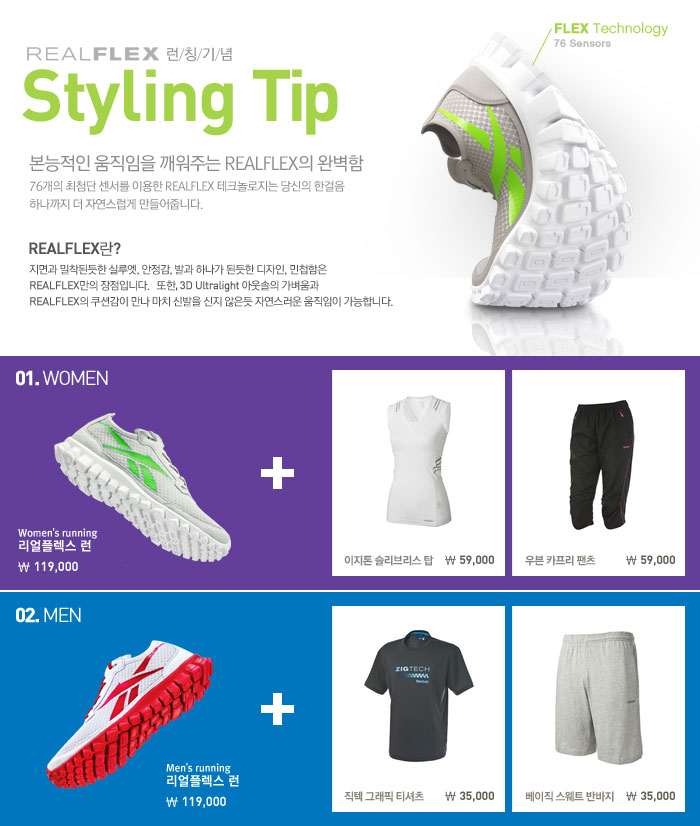 FLEX Technology
76 Sensors
REALFLEX 런/칭/기/념
Styling Tip
본능적인 움직임을 깨워주는 REALFLEX의 완벽함
76개의 최첨단 센서를 이용한 REALFLEX 테크놀로지는 당신의 한걸음
하나까지 더 자연스럽게 만들어줍니다.
REALFLEX란?
지면과 밀착된듯한 실루엣, 안정감, 발과 하나가 된듯한 디자인, 민첩함은
REALFLEX만의 장점입니다. 또한, 3D Ultralight 아웃솔의 가벼움과
REALFLEX의 쿠션감이 만나 마치 신발을 신지 않은듯 자연스러운 움직임이 가능합니다.
01. WOMEN
Women's running
리얼플렉스 런
₩ 119,000
이지톤 슬리브리스 탑 ₩ 59,000
우븐 카프리 팬츠 ₩ 59,000
02. MEN
Men's running
리얼플렉스 런
₩ 119,000
ZIGTECH
Reebok
직텍 그래픽 티셔츠 ₩ 35,000
베이직 스웨트 반바지 ₩ 35,000